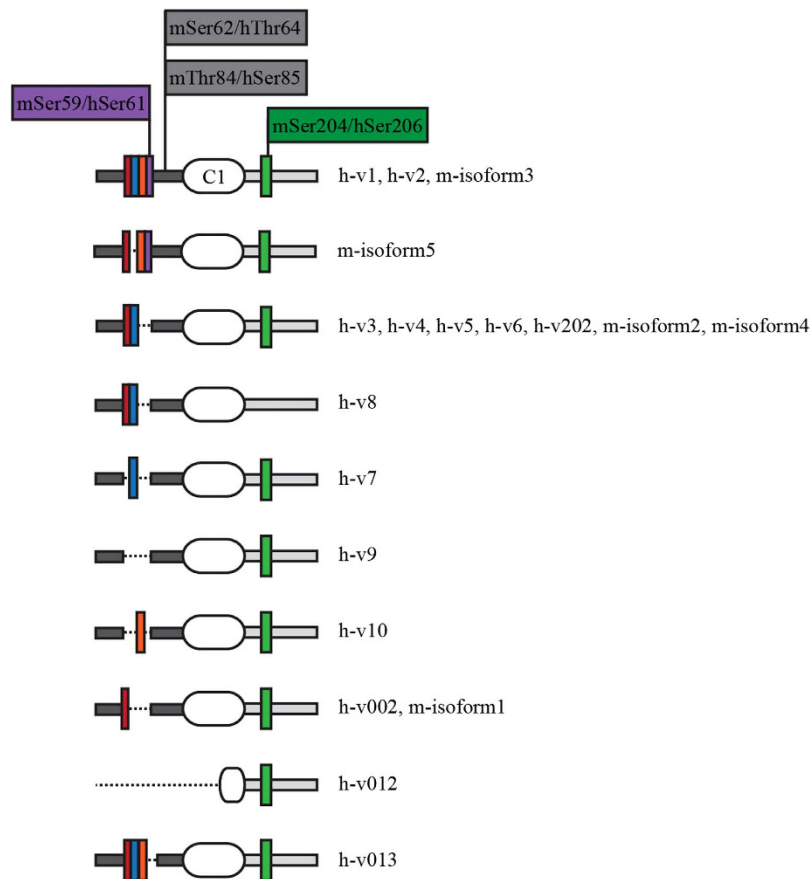 mSer62/hThr64
mThr84/hSer85
mSer59/hSer61
mSer204/hSer206
C1
h-v1, h-v2, m-isoform3
m-isoform5
h-v3, h-v4, h-v5, h-v6, h-v202, m-isoform2, m-isoform4
h-v8
h-v7
h-v9
h-v10
h-v002, m-isoform1
h-v012
h-v013